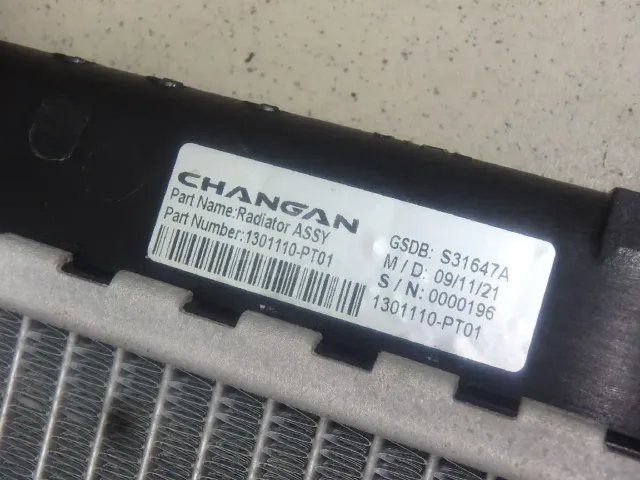 CHANGAN
Part Name:Radiator ASSY
Part Number:1301110-PT01
GSDB: S31647A
M / D: 09/11/21
S / N: 0000196
1301110-PT01